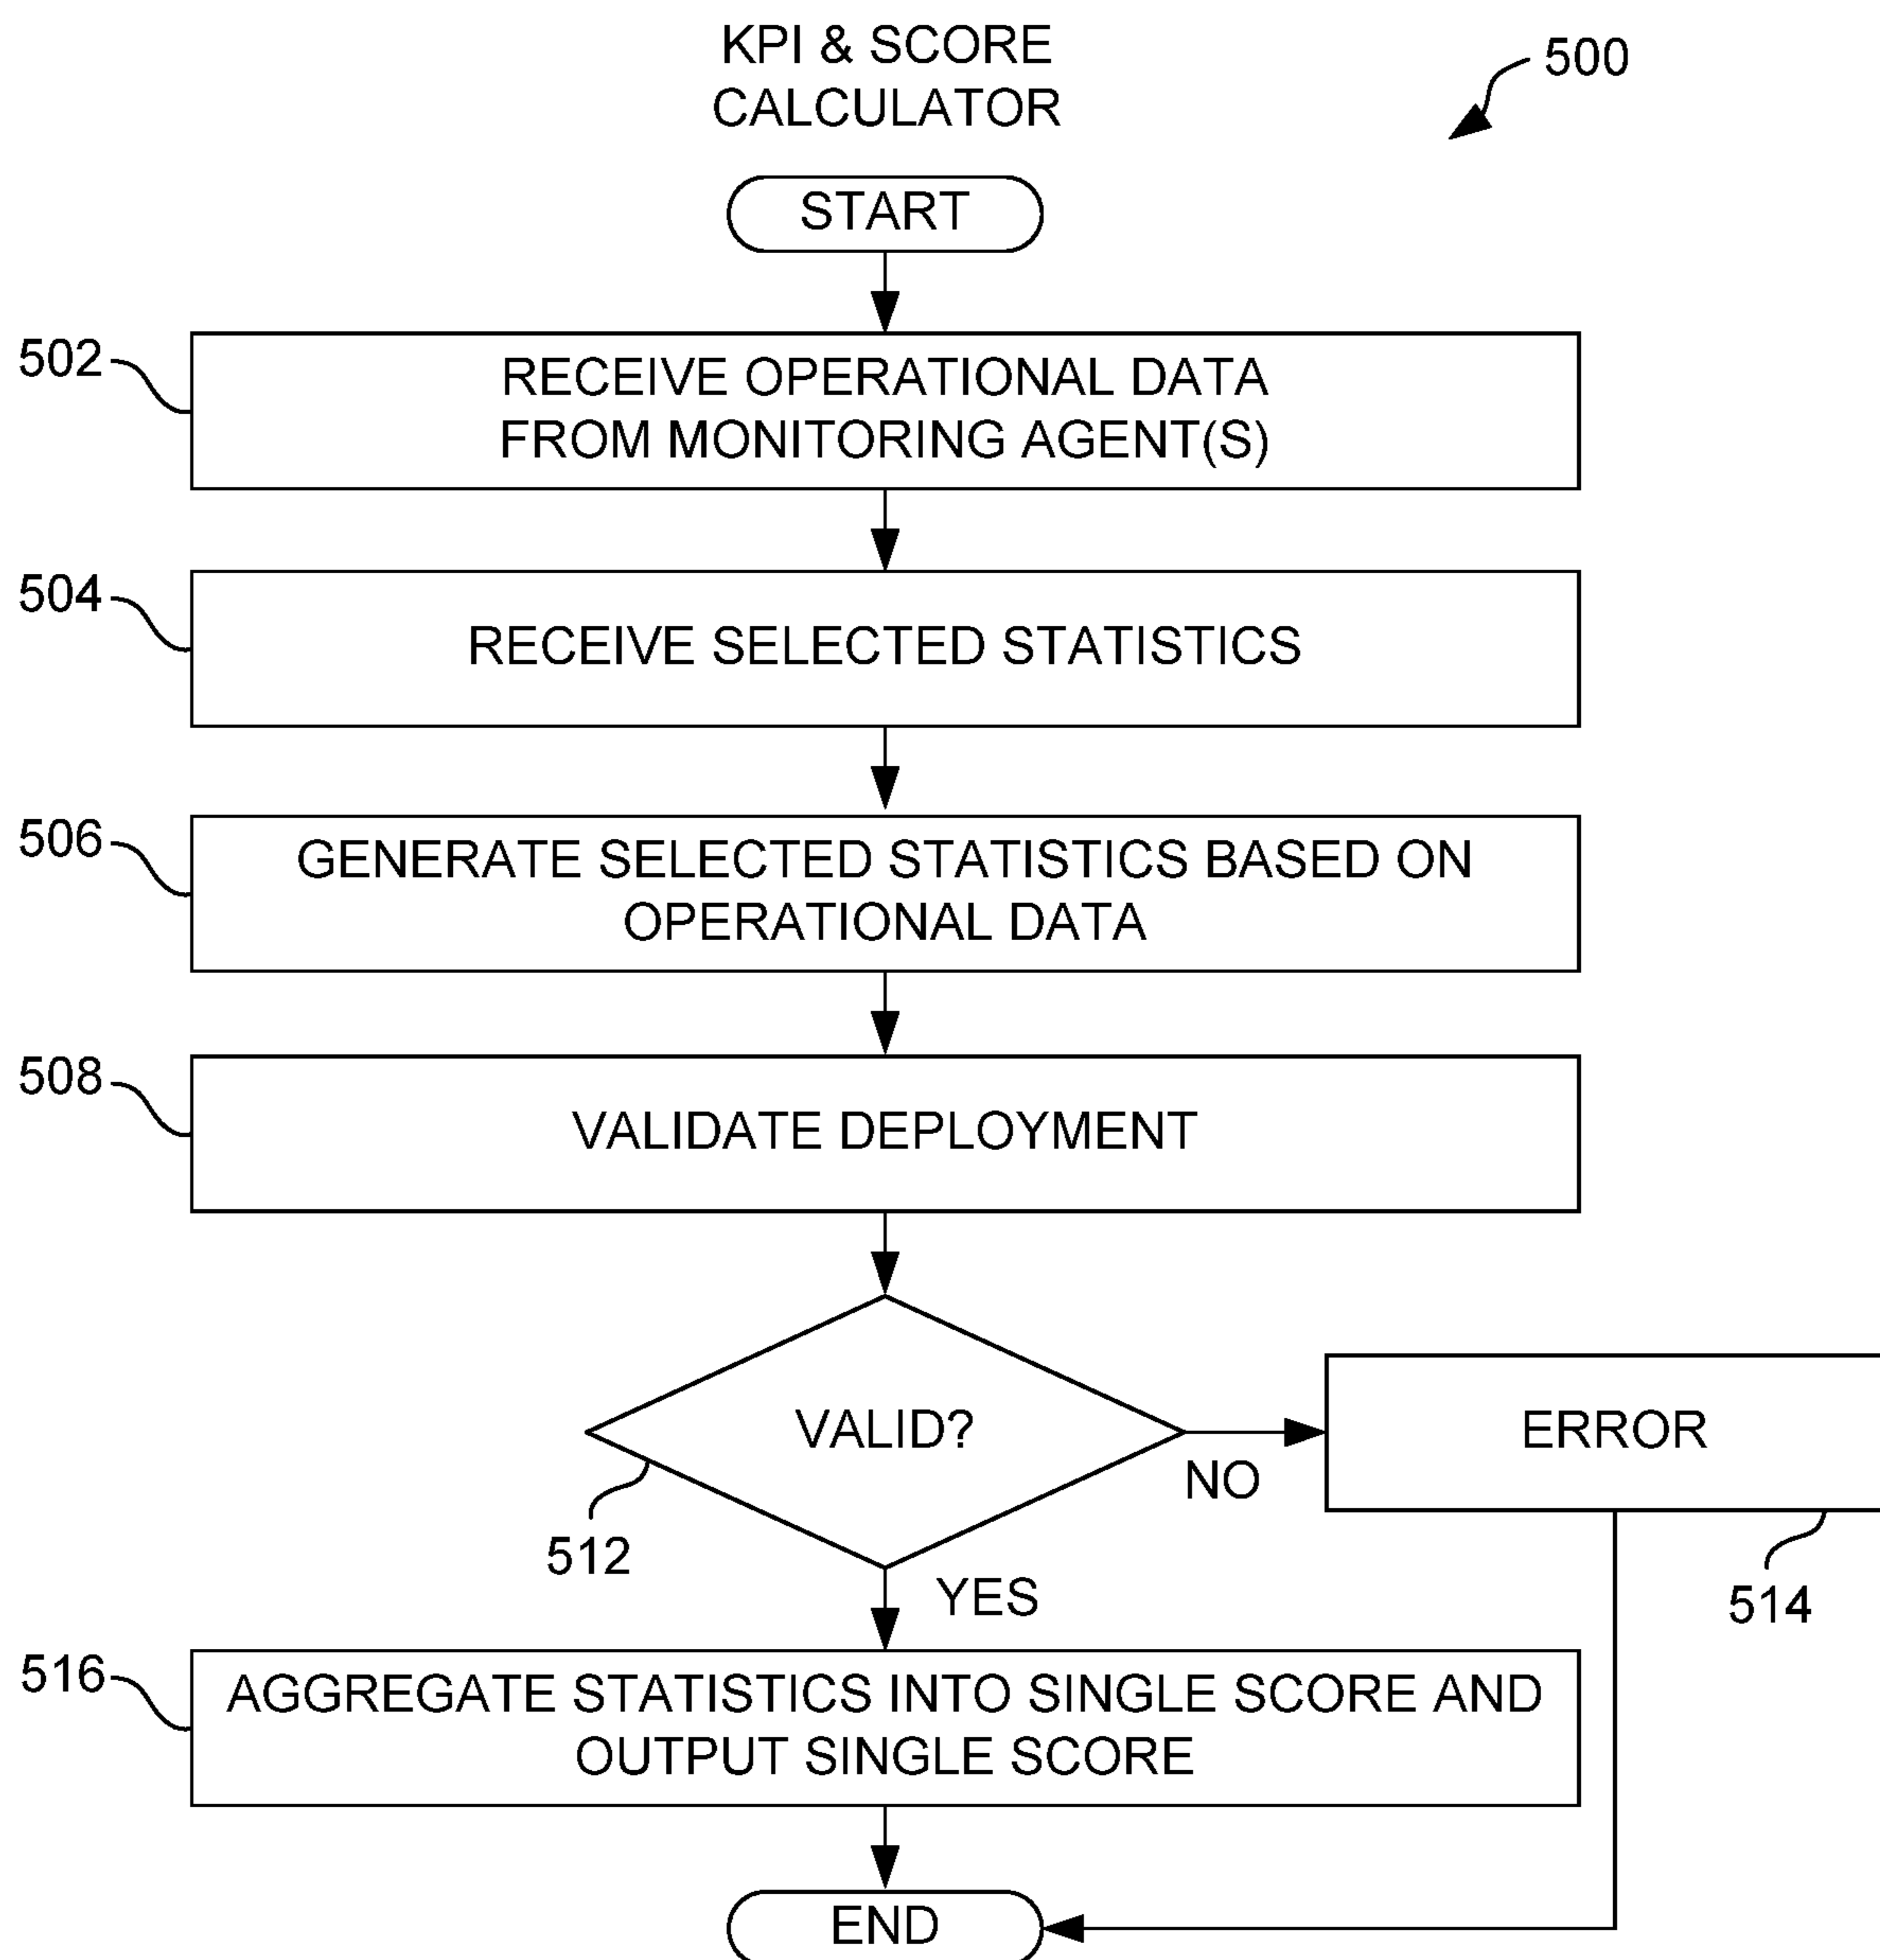 KPI & SCORE
CALCULATOR
500
START
502
RECEIVE OPERATIONAL DATA
FROM MONITORING AGENT(S)
504
RECEIVE SELECTED STATISTICS
506
GENERATE SELECTED STATISTICS BASED ON
OPERATIONAL DATA
508
VALIDATE DEPLOYMENT
VALID?
NO
ERROR
512
514
YES
516
AGGREGATE STATISTICS INTO SINGLE SCORE AND
OUTPUT SINGLE SCORE
END